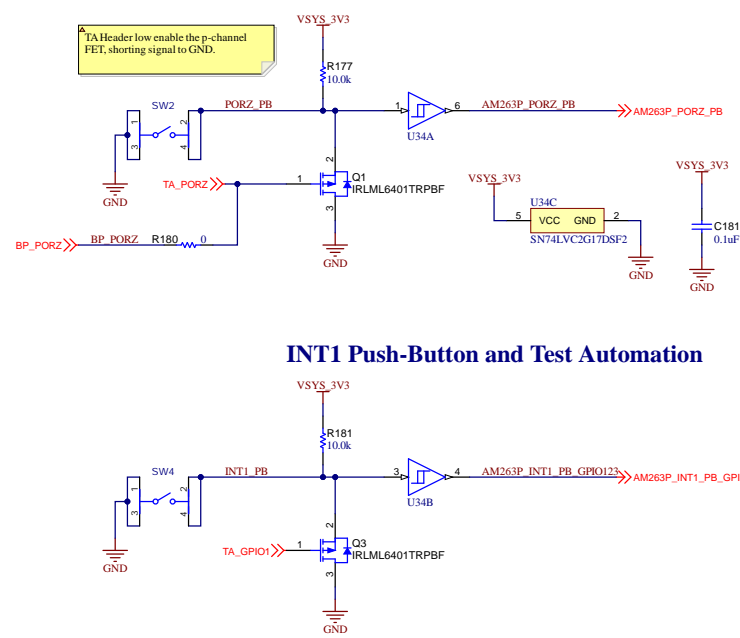 VSYS_3V3
TA Header low enable the p-channel
FET, shorting signal to GND.
R177
10.0k
SW2
PORZ_PB
1
6
AM263P_PORZ_PB
AM263P_PORZ_PB
U34A
1
2
3
4
GND
TA_PORZ
1
2
3
Q1
IRLML6401TRPBF
BP_PORZ
BP_PORZ
R180
0
GND
VSYS_3V3
U34C
5
VCC
GND
2
SN74LVC2G17DSF2
GND
VSYS_3V3
C181
0.1uF
GND
INT1 Push-Button and Test Automation
VSYS_3V3
R181
10.0k
SW4
INT1_PB
3
4
AM263P_INT1_PB_GPIO123
AM263P_INT1_PB_GPI
U34B
1
2
3
4
GND
TA_GPIO1
1
2
3
Q3
IRLML6401TRPBF
GND